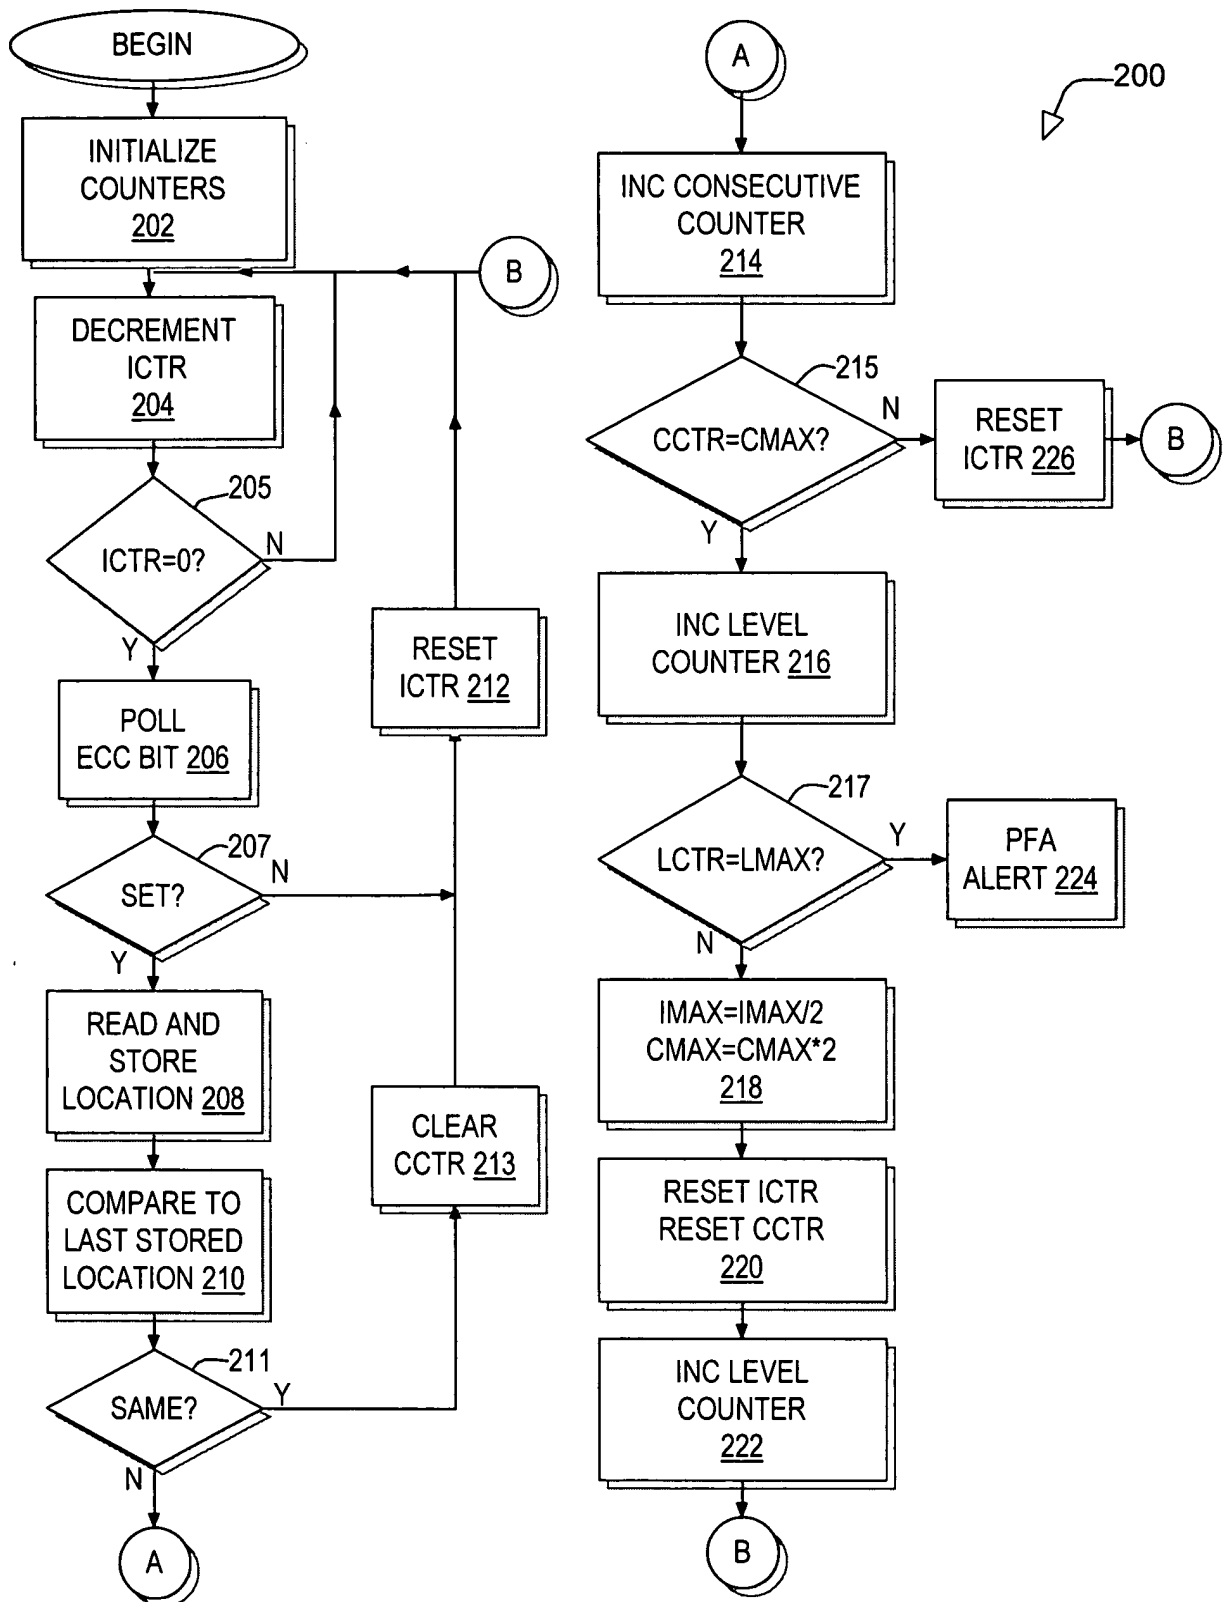 BEGIN
INITIALIZE
COUNTERS
202
B
DECREMENT
ICTR
204
205
ICTR=0?
N
Y
POLL
ECC BIT 206
207
SET?
N
Y
READ AND
STORE
LOCATION 208
COMPARE TO
LAST STORED
LOCATION 210
211
SAME?
Y
N
A
RESET
ICTR 212
CLEAR
CCTR 213
A
200
INC CONSECUTIVE
COUNTER
214
215
CCTR=CMAX?
N
RESET
ICTR 226
B
Y
INC LEVEL
COUNTER 216
217
LCTR=LMAX?
Y
PFA
ALERT 224
N
IMAX=IMAX/2
CMAX=CMAX*2
218
RESET ICTR
RESET CCTR
220
INC LEVEL
COUNTER
222
B